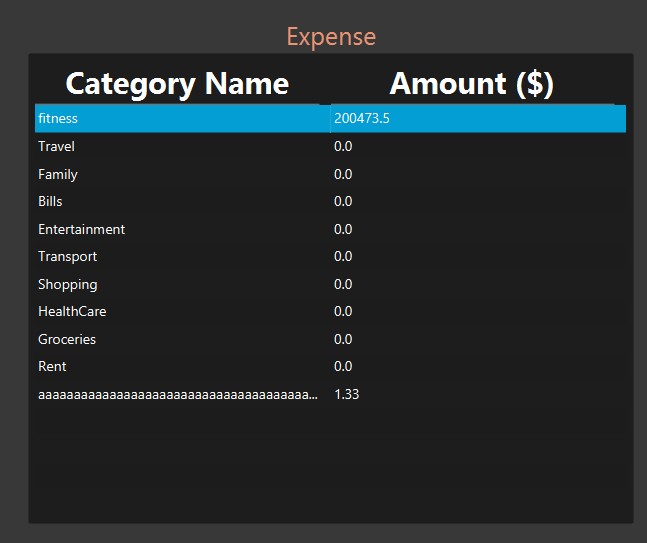 Expense
Category Name Amount ($)
fitness 200473.5
Travel 0.0
Family 0.0
Bills 0.0
Entertainment 0.0
Transport 0.0
Shopping 0.0
HealthCare 0.0
Groceries 0.0
Rent 0.0
aaaaaaaaaaaaaaaaaaaaaaaaaaaaaaaaaaaaaaa... 1.33